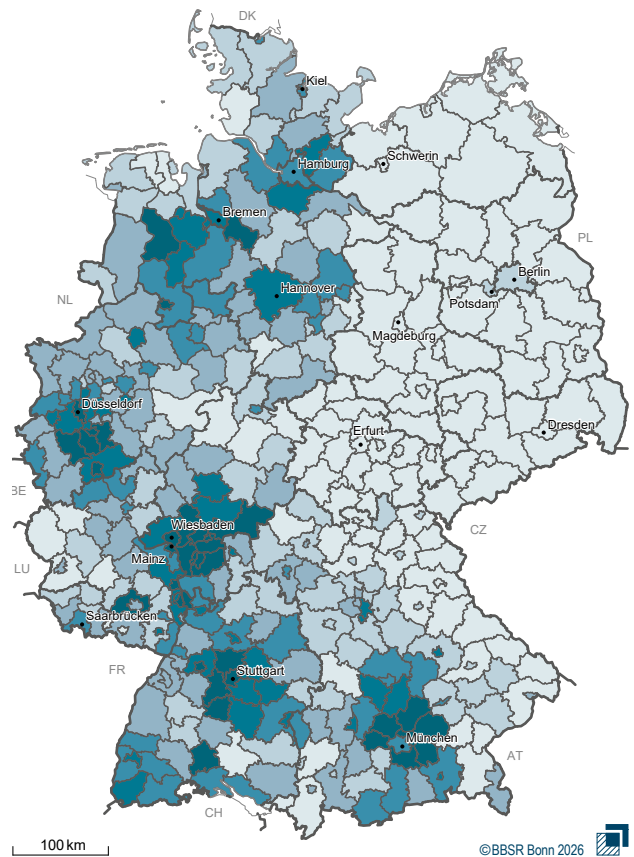 DK
Kiel
Schwerin
Hamburg
Bremen
PL
Berlin
Hannover
NL
Potsdam
Magdeburg
Düsseldorf
Dresden
Erfurt
BE
Wiesbaden
CZ
Mainz
LU
Saarbrücken
FR
Stuttgart
München
AT
CH
100 km
©BBSR Bonn 2026